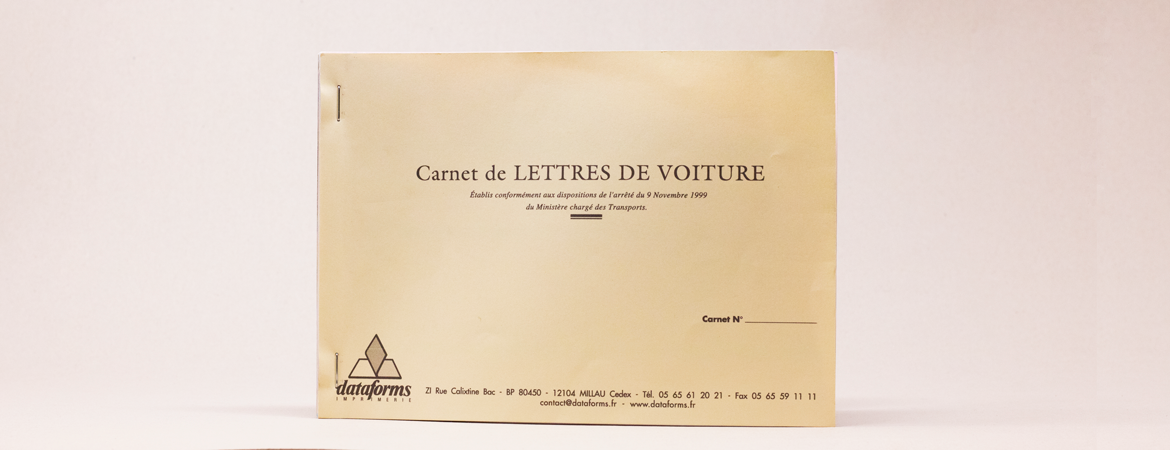 Carnet de LETTRES DE VOITURE
Établis conformément aux dispositions de l'arrêté du 9 Novembre 1999
du Ministère chargé des Transports.
Carnet N°
dataforms
IMPRIMERIE
ZI Rue Calixtine Bac - BP 80450 - 12104 MILLAU Cedex - Tél. 05 65 61 20 21 - Fax 05 65 59 11 11
contact@dataforms.fr - www.dataforms.fr